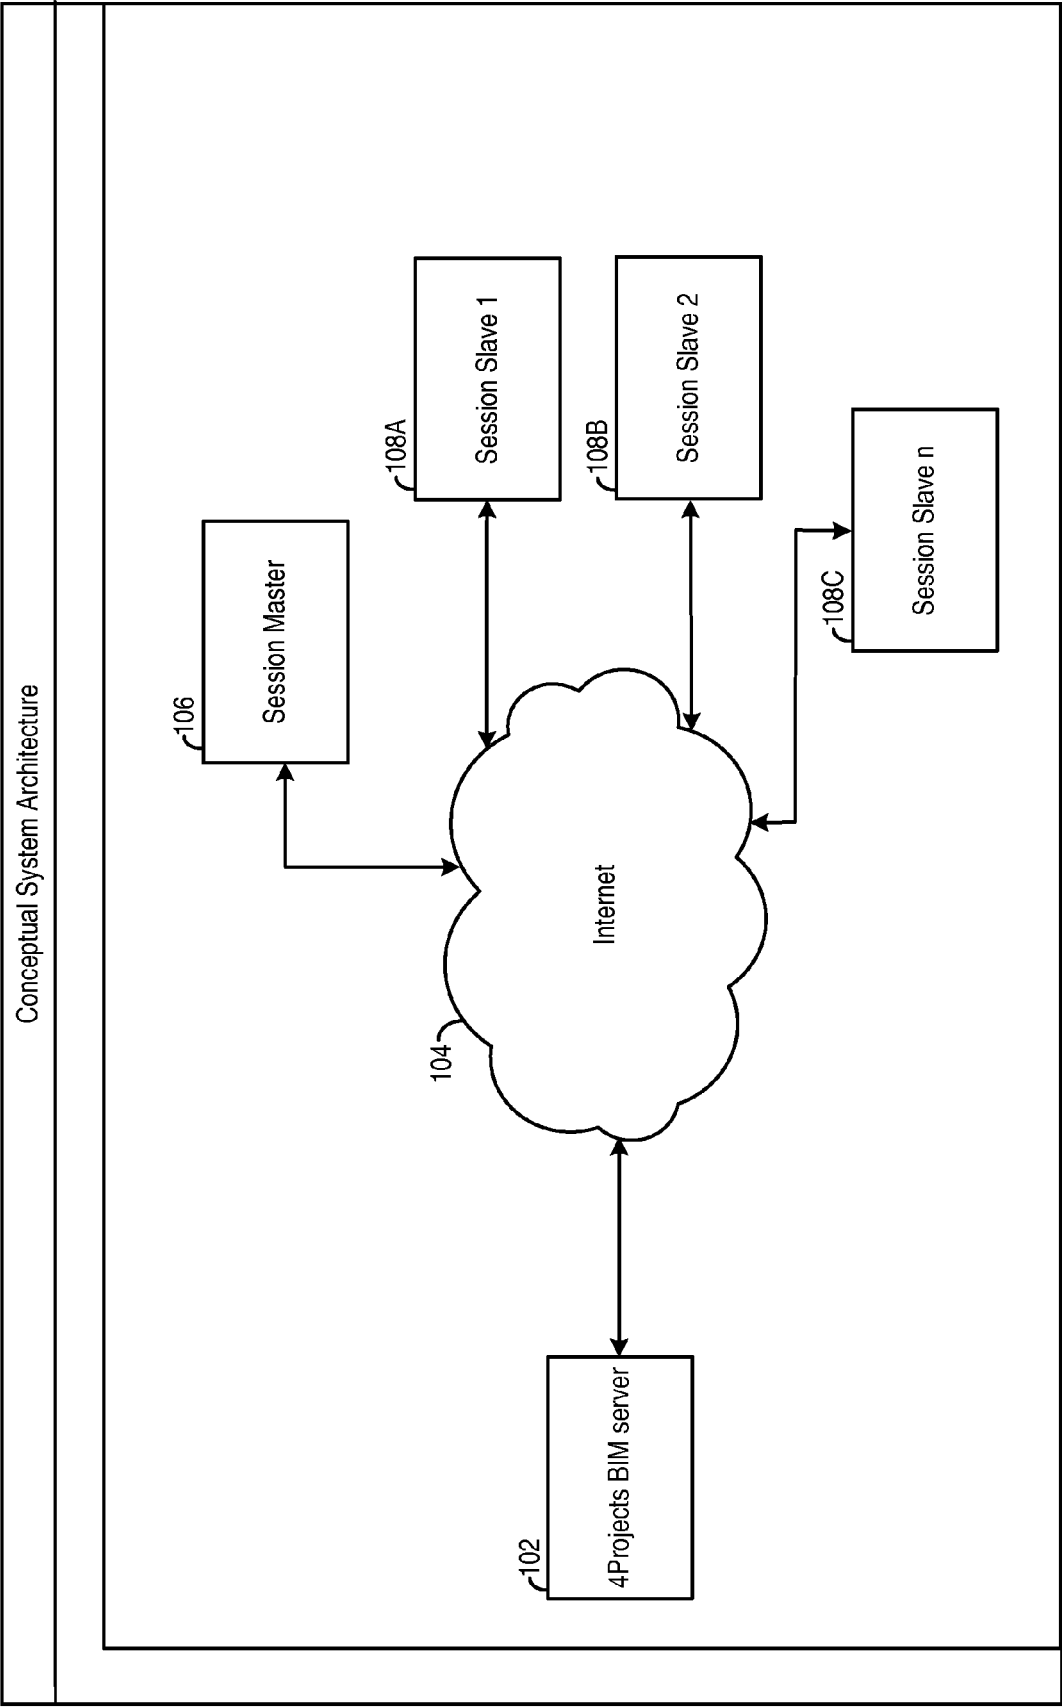 Conceptual System Architecture
106
Session Master
108A
Session Slave 1
104
Internet
102
4Projects BIM server
108B
Session Slave 2
108C
Session Slave n